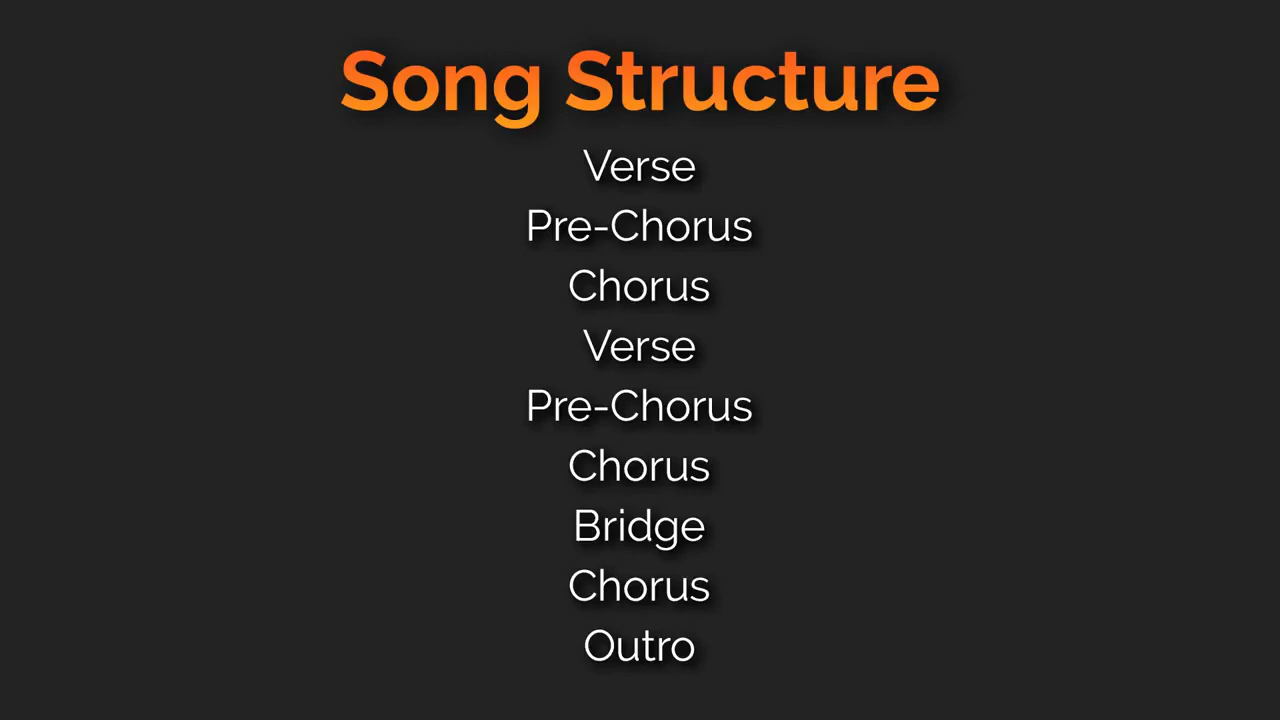 Song Structure
Verse
Pre-Chorus
Chorus
Verse
Pre-Chorus
Chorus
Bridge
Chorus
Outro